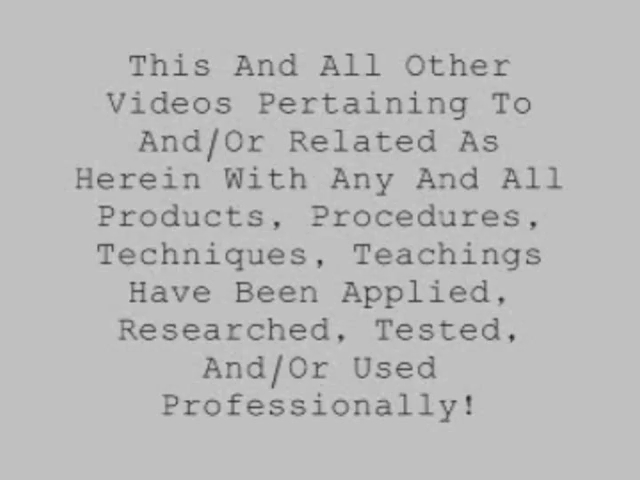 This And All Other
Videos Pertaining To
And/Or Related As
Herein With Any And All
Products, Procedures,
Techniques, Teachings
Have Been Applied,
Researched, Tested,
And/Or Used
Professionally!